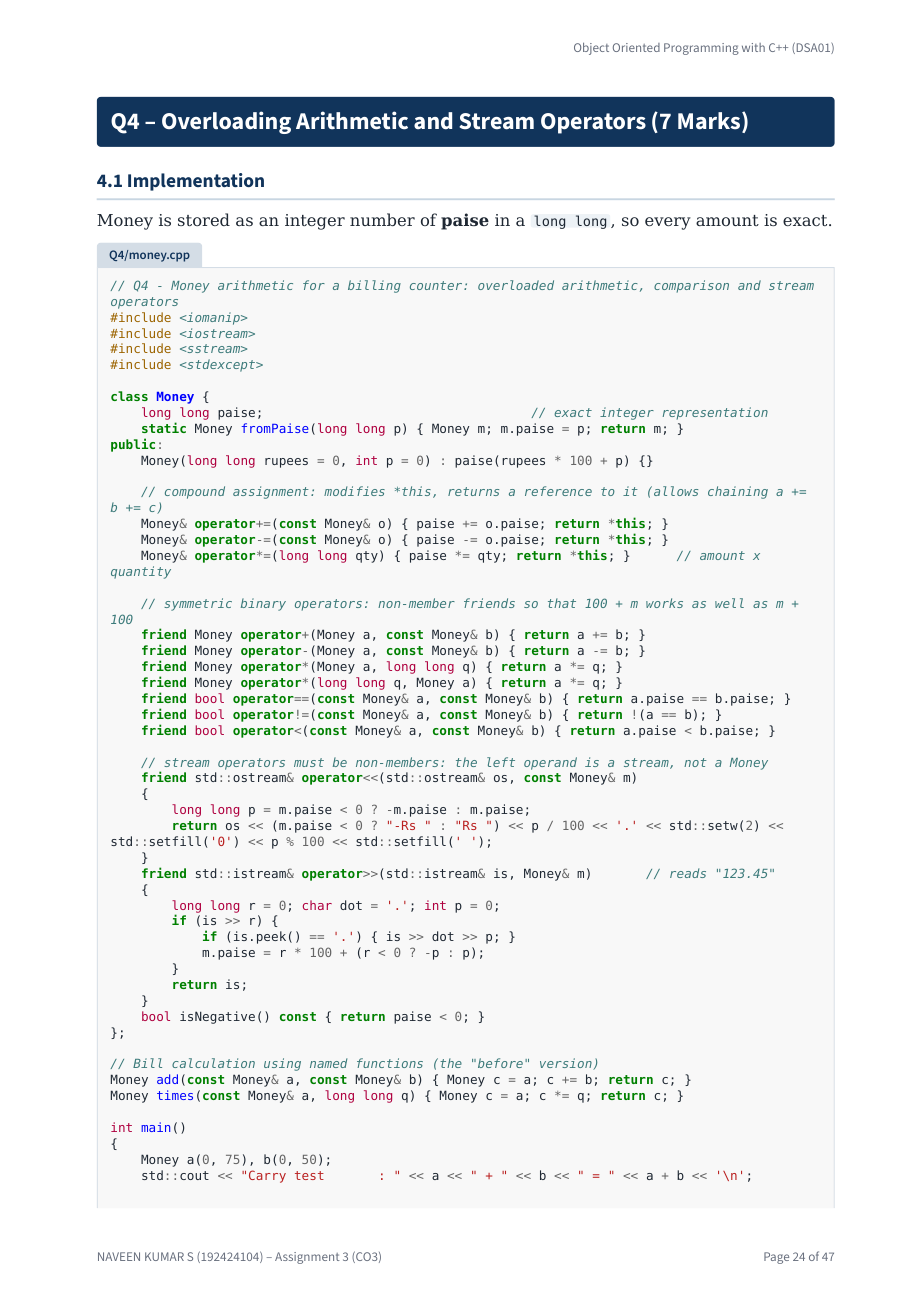 Object Oriented Programming with C++ (DSA01)
Q4 – Overloading Arithmetic and Stream Operators (7 Marks)
4.1 Implementation
Money is stored as an integer number of paise in a long long, so every amount is exact.
Q4/money.cpp
// Q4 - Money arithmetic for a billing counter: overloaded arithmetic, comparison and stream
operators
#include <iomanip>
#include <iostream>
#include <sstream>
#include <stdexcept>
class Money {
    long long paise;                                   // exact integer representation
    static Money fromPaise(long long p) { Money m; m.paise = p; return m; }
public:
    Money(long long rupees = 0, int p = 0) : paise(rupees * 100 + p) {}
    // compound assignment: modifies *this, returns a reference to it (allows chaining a +=
b += c)
    Money& operator+=(const Money& o) { paise += o.paise; return *this; }
    Money& operator-=(const Money& o) { paise -= o.paise; return *this; }
    Money& operator*=(long long qty) { paise *= qty; return *this; }      // amount x
quantity
    // symmetric binary operators: non-member friends so that 100 + m works as well as m +
100
    friend Money operator+(Money a, const Money& b) { return a += b; }
    friend Money operator-(Money a, const Money& b) { return a -= b; }
    friend Money operator*(Money a, long long q) { return a *= q; }
    friend Money operator*(long long q, Money a) { return a *= q; }
    friend bool operator==(const Money& a, const Money& b) { return a.paise == b.paise; }
    friend bool operator!=(const Money& a, const Money& b) { return !(a == b); }
    friend bool operator<(const Money& a, const Money& b) { return a.paise < b.paise; }
    // stream operators must be non-members: the left operand is a stream, not a Money
    friend std::ostream& operator<<(std::ostream& os, const Money& m)
    {
        long long p = m.paise < 0 ? -m.paise : m.paise;
        return os << (m.paise < 0 ? "-Rs " : "Rs ") << p / 100 << '.' << std::setw(2) <<
std::setfill('0') << p % 100 << std::setfill(' ');
    }
    friend std::istream& operator>>(std::istream& is, Money& m)       // reads "123.45"
    {
        long long r = 0; char dot = '.'; int p = 0;
        if (is >> r) {
            if (is.peek() == '.') { is >> dot >> p; }
            m.paise = r * 100 + (r < 0 ? -p : p);
        }
        return is;
    }
    bool isNegative() const { return paise < 0; }
};
// Bill calculation using named functions (the "before" version)
Money add(const Money& a, const Money& b) { Money c = a; c += b; return c; }
Money times(const Money& a, long long q) { Money c = a; c *= q; return c; }
int main()
{
    Money a(0, 75), b(0, 50);
    std::cout << "Carry test       : " << a << " + " << b << " = " << a + b << '\n';
NAVEEN KUMAR S (192424104) – Assignment 3 (CO3)
Page 24 of 47